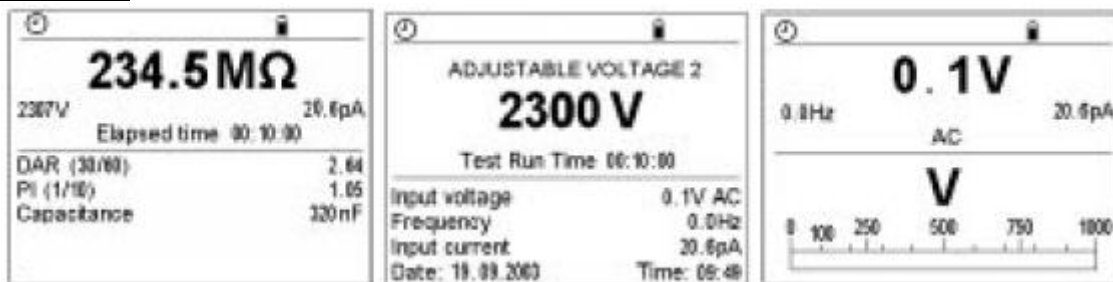 234.5 MΩ
2307V 20.6pA
Elapsed time 00:10:00
DAR (30/60) 2.64
PI (1/10) 1.05
Capacitance 320nF
ADJUSTABLE VOLTAGE 2
2300 V
Test Run Time 00:10:00
Input voltage 0.1V AC
Frequency 0.0Hz
Input current 20.6pA
Date: 19.09.2003 Time: 09:49
0.1V
0.0Hz 20.6pA
AC
V
0 100 250 500 750 1000